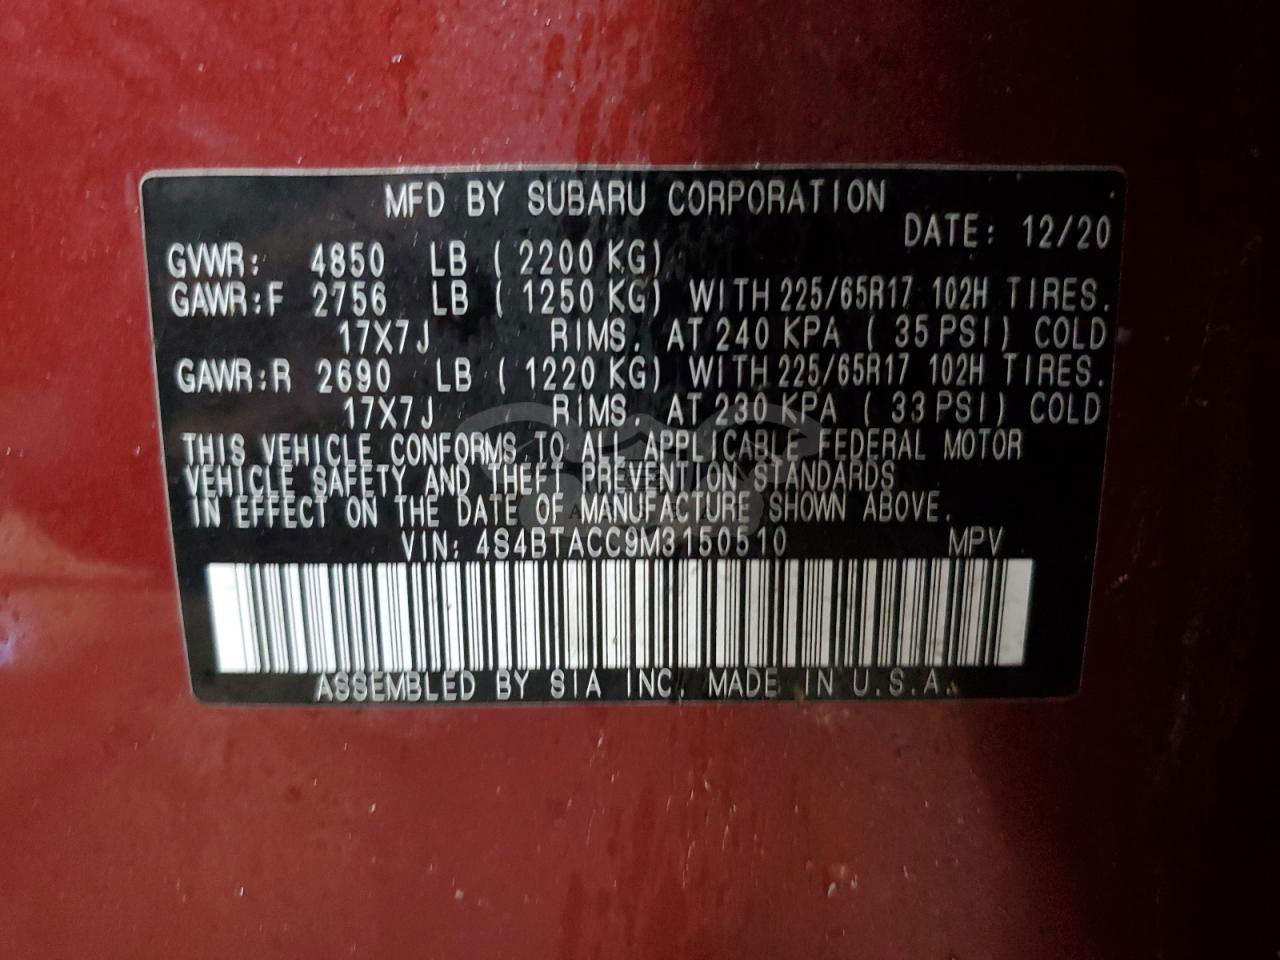 MFD BY SUBARU CORPORATION
DATE: 12/20
GVWR: 4850 LB ( 2200 KG)
GAWR:F 2756 LB ( 1250 KG) WITH 225/65R17 102H TIRES.
17X7J RIMS. AT 240 KPA ( 35 PSI) COLD
GAWR:R 2690 LB ( 1220 KG) WITH 225/65R17 102H TIRES.
17X7J RIMS. AT 230 KPA ( 33 PSI) COLD
THIS VEHICLE CONFORMS TO ALL APPLICABLE FEDERAL MOTOR
VEHICLE SAFETY AND THEFT PREVENTION STANDARDS
IN EFFECT ON THE DATE OF MANUFACTURE SHOWN ABOVE.
VIN: 4S4BTACC9M3150510 MPV
ASSEMBLED BY SIA INC. MADE IN U.S.A.